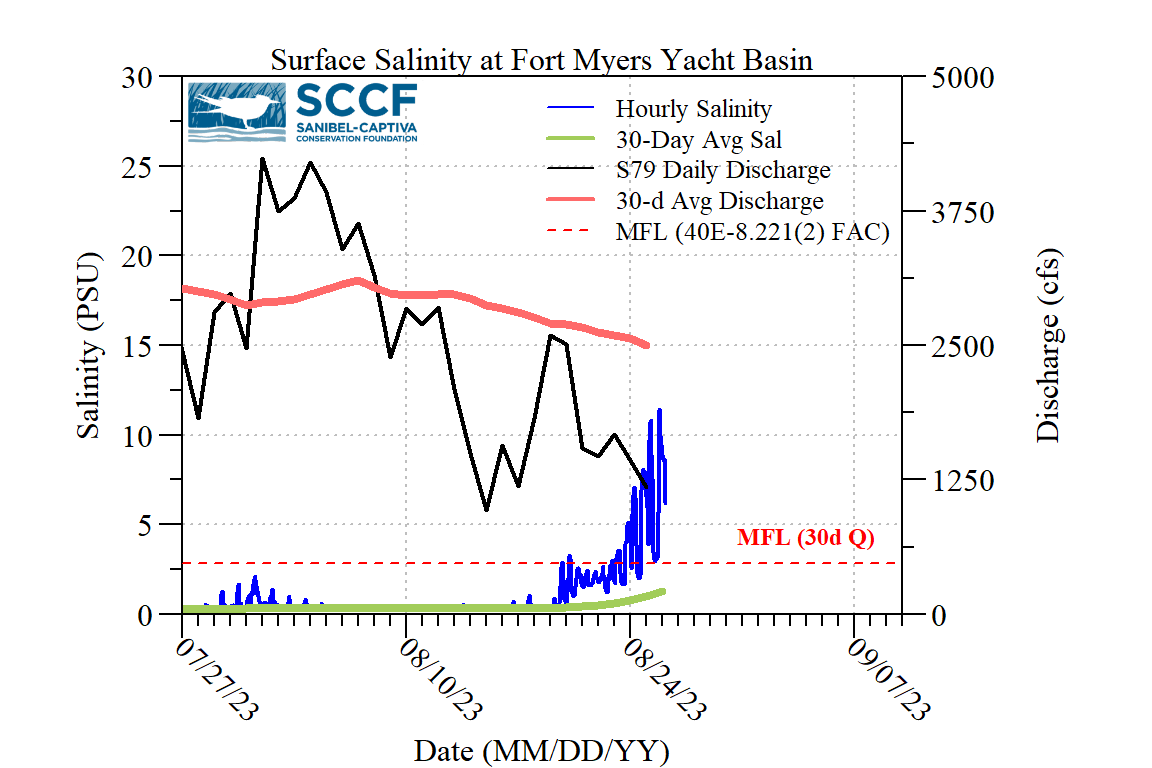 Surface Salinity at Fort Myers Yacht Basin
SCCF
SANIBEL-CAPTIVA
CONSERVATION FOUNDATION
Hourly Salinity
30-Day Avg Sal
S79 Daily Discharge
30-d Avg Discharge
MFL (40E-8.221(2) FAC)
30
25
20
15
10
5
0
Salinity (PSU)
5000
3750
2500
1250
0
Discharge (cfs)
MFL (30d Q)
07/27/23
08/10/23
08/24/23
09/07/23
Date (MM/DD/YY)